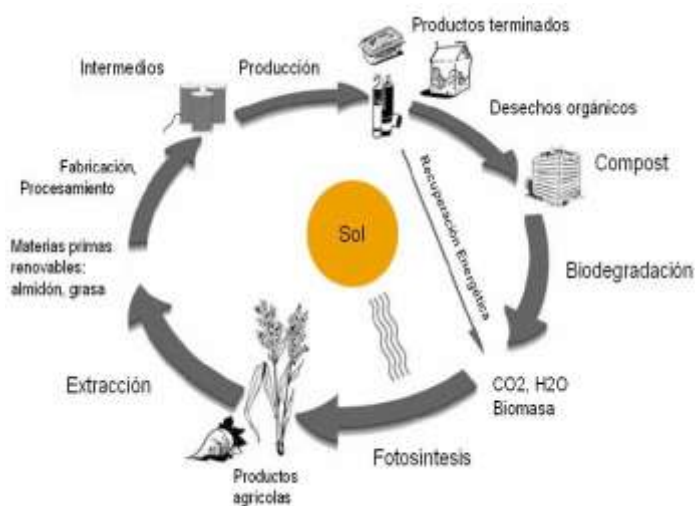 Productos terminados
Intermedios
Producción
Desechos orgánicos
Compost
Fabricación,
Procesamiento
Recuperación Energética
Sol
Materias primas
renovables:
almidón, grasa
Biodegradación
Extracción
CO2, H2O
Biomasa
Fotosintesis
Productos
agrícolas